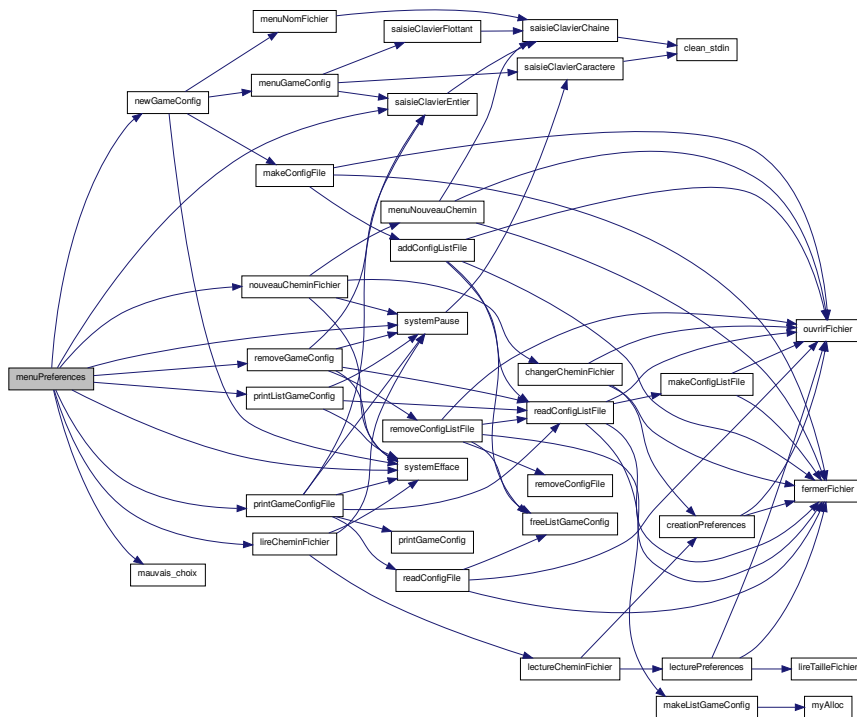 menuNomFichier
saisieClavierFlottant
saisieClavierChaine
clean_stdin
saisieClavierCaractere
menuGameConfig
newGameConfig
saisieClavierEntier
makeConfigFile
menuNouveauChemin
addConfigListFile
nouveauCheminFichier
systemPause
ouvrirFichier
removeGameConfig
changerCheminFichier
menuPreferences
makeConfigListFile
printListGameConfig
readConfigListFile
removeConfigListFile
systemEfface
removeConfigFile
fermerFichier
printGameConfigFile
freeListGameConfig
creationPreferences
lireCheminFichier
printGameConfig
mauvais_choix
readConfigFile
lectureCheminFichier
lecturePreferences
lireTailleFichier
makeListGameConfig
myAlloc